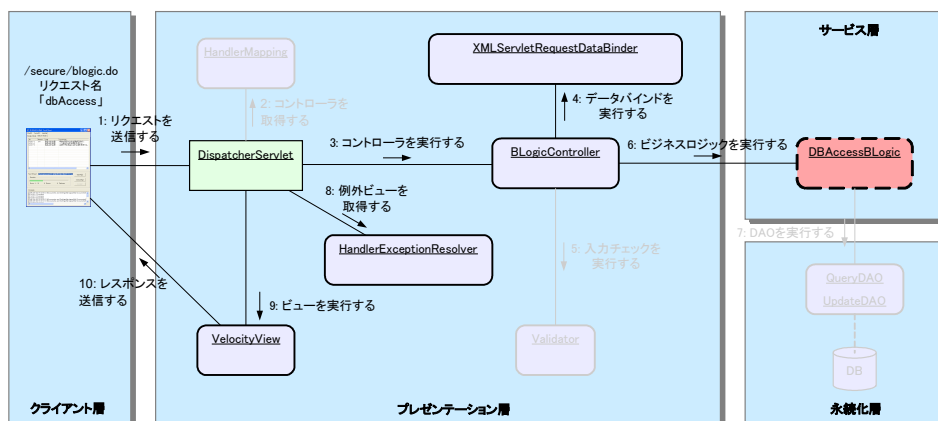 /secure/blogic.do
リクエスト名
「dbAccess」
1: リクエストを
送信する
10: レスポンスを
送信する
クライアント層
HandlerMapping
2: コントローラを
取得する
DispatcherServlet
3: コントローラを実行する
8: 例外ビューを
取得する
HandlerExceptionResolver
9: ビューを実行する
VelocityView
XMLServletRequestDataBinder
4: データバインドを
実行する
BLogicController
5: 入力チェックを
実行する
Validator
プレゼンテーション層
6: ビジネスロジックを実行する
サービス層
DBAccessBLogic
7: DAOを実行する
QueryDAO
UpdateDAO
DB
永続化層